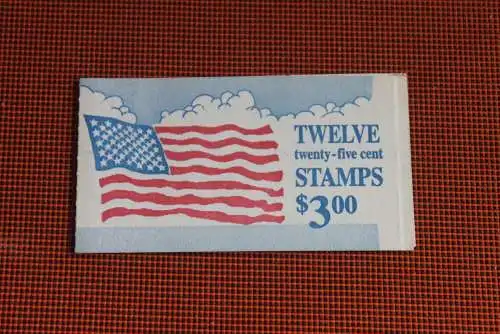 TWELVE
twenty-five cent
STAMPS
$3.00